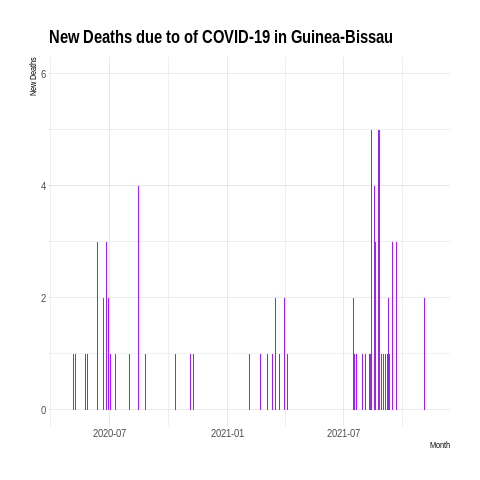 New Deaths due to of COVID-19 in Guinea-Bissau
New Deaths
6
4
2
0
2020-07
2021-01
2021-07
Month